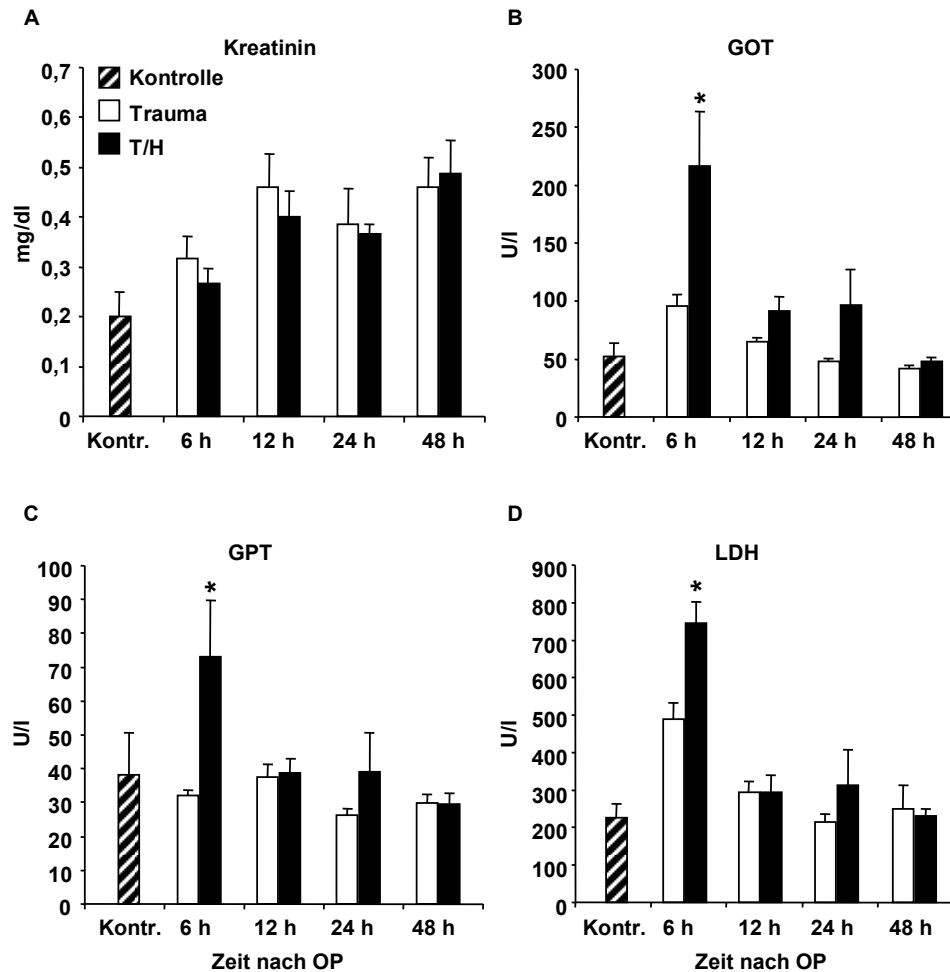 A
Kreatinin
0,7
0,6
0,5
0,4
0,3
0,2
0,1
0
mg/dl
Kontrolle
Trauma
T/H
Kontr. 6 h 12 h 24 h 48 h
B
GOT
300
250
200
150
100
50
0
U/l
*
Kontr. 6 h 12 h 24 h 48 h
C
GPT
100
90
80
70
60
50
40
30
20
10
0
U/l
*
Kontr. 6 h 12 h 24 h 48 h
Zeit nach OP
D
LDH
900
800
700
600
500
400
300
200
100
0
U/l
*
Kontr. 6 h 12 h 24 h 48 h
Zeit nach OP